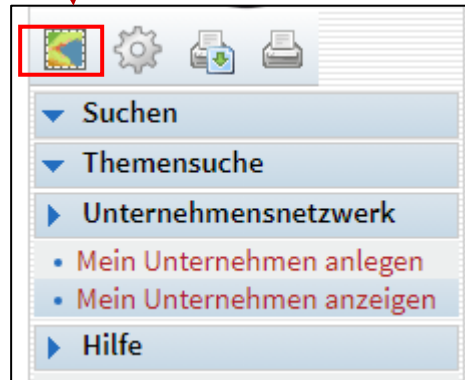 Suchen
Themensuche
Unternehmensnetzwerk
Mein Unternehmen anlegen
Mein Unternehmen anzeigen
Hilfe